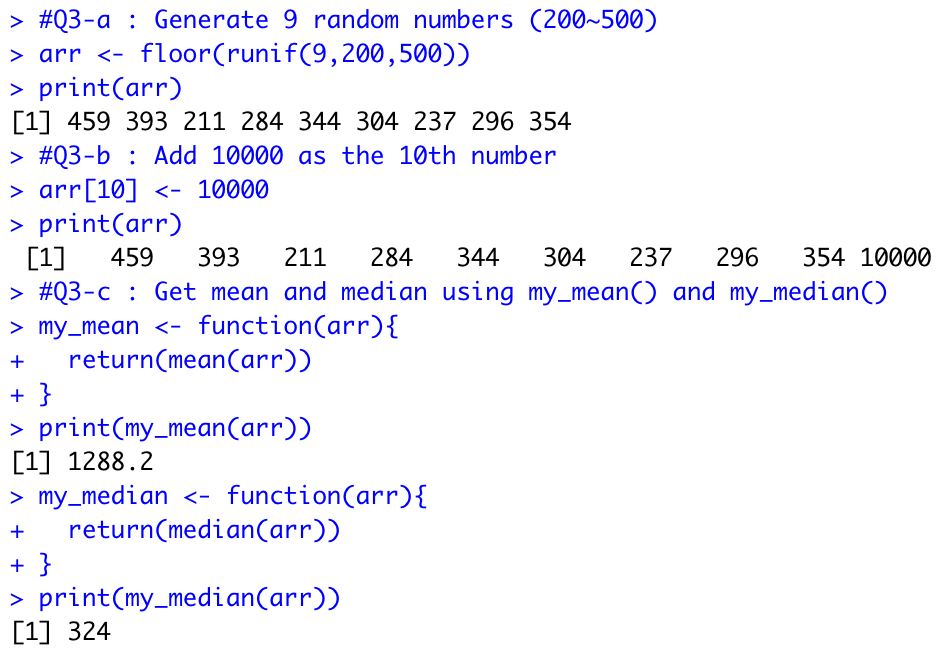 > #Q3-a : Generate 9 random numbers (200~500)
> arr <- floor(runif(9,200,500))
> print(arr)
[1] 459 393 211 284 344 304 237 296 354
> #Q3-b : Add 10000 as the 10th number
> arr[10] <- 10000
> print(arr)
 [1]   459   393   211   284   344   304   237   296   354 10000
> #Q3-c : Get mean and median using my_mean() and my_median()
> my_mean <- function(arr){
+   return(mean(arr))
+ }
> print(my_mean(arr))
[1] 1288.2
> my_median <- function(arr){
+   return(median(arr))
+ }
> print(my_median(arr))
[1] 324